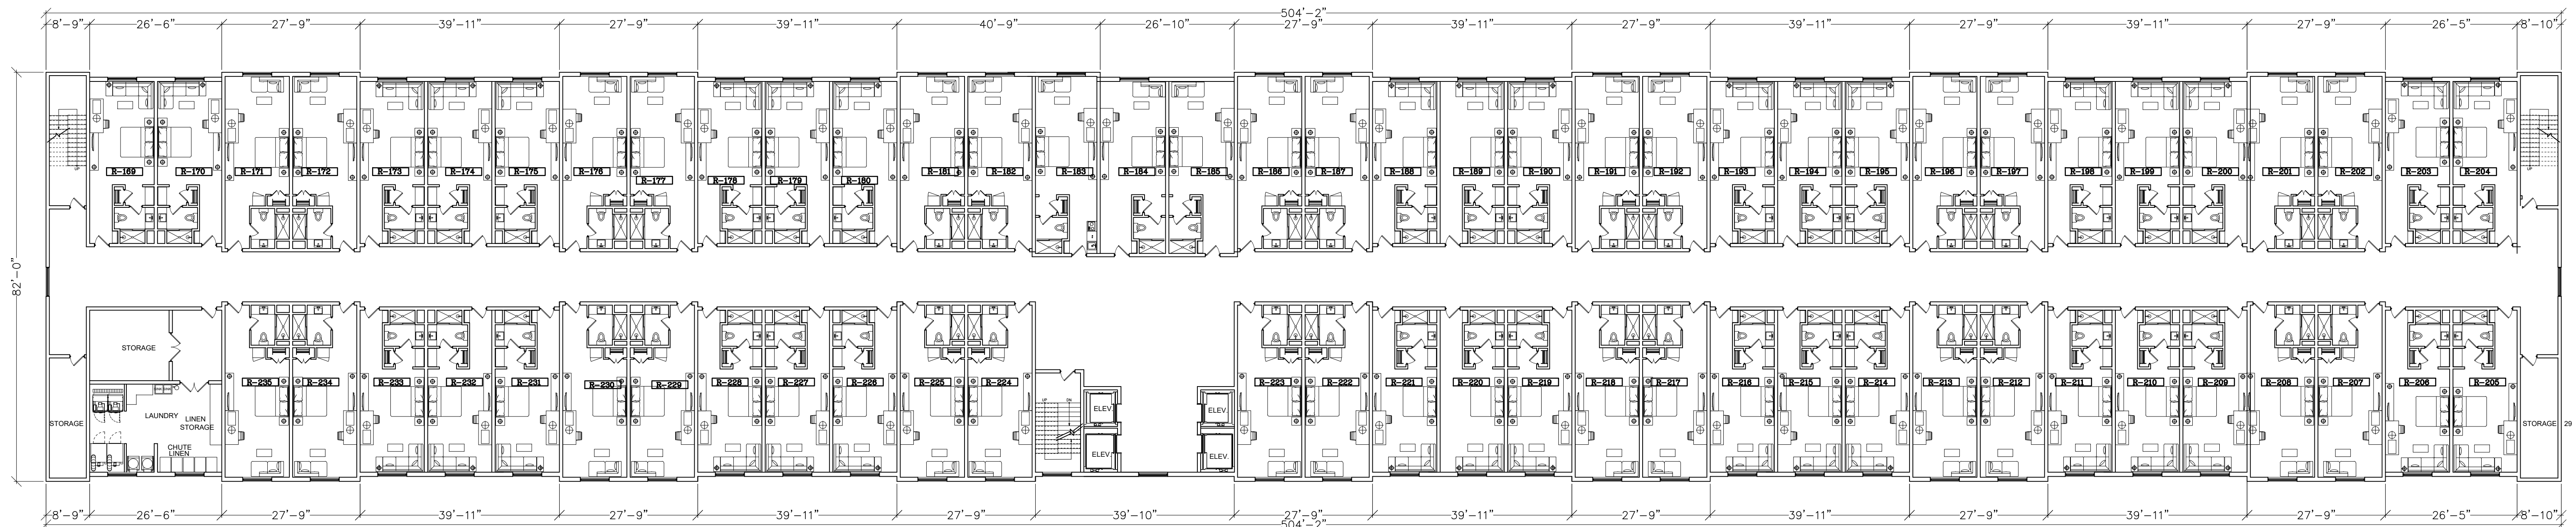 504'-2"
8'-9" 26'-6" 27'-9" 39'-11" 27'-9" 39'-11" 40'-9" 26'-10" 27'-9" 39'-11" 27'-9" 39'-11" 27'-9" 39'-11" 27'-9" 26'-5" 8'-10"
R-169 R-170 R-171 R-172 R-173 R-174 R-175 R-176 R-177 R-178 R-179 R-180 R-181 R-182 R-183 R-184 R-185 R-186 R-187 R-188 R-189 R-190 R-191 R-192 R-193 R-194 R-195 R-196 R-197 R-198 R-199 R-200 R-201 R-202 R-203 R-204
82'-0"
STORAGE
R-235 R-234 R-233 R-232 R-231 R-230 R-229 R-228 R-227 R-226 R-225 R-224 R-223 R-222 R-221 R-220 R-219 R-218 R-217 R-216 R-215 R-214 R-213 R-212 R-211 R-210 R-209 R-208 R-207 R-206 R-205
UP DN
ELEV. ELEV.
LAUNDRY
LINEN
STORAGE
STORAGE
STORAGE 29
CHUTE
LINEN
ELEV. ELEV.
8'-9" 26'-6" 27'-9" 39'-11" 27'-9" 39'-11" 27'-9" 39'-10" 27'-9" 39'-11" 27'-9" 39'-11" 27'-9" 39'-11" 27'-9" 26'-5" 8'-10"
504'-2"